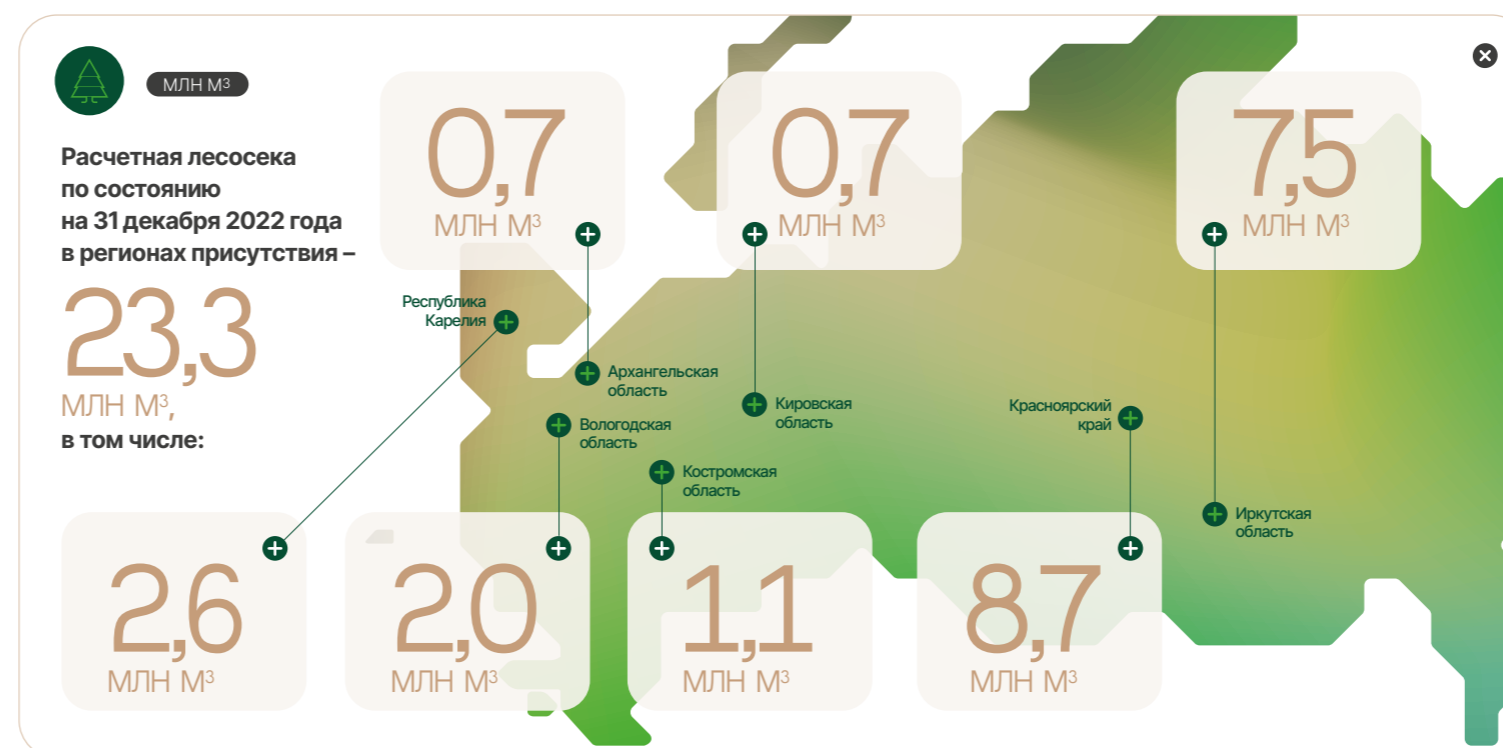 МЛН М³
Расчетная лесосека
по состоянию
на 31 декабря 2022 года
в регионах присутствия –
23,3
МЛН М³,
в том числе:
0,7
МЛН М³
0,7
МЛН М³
7,5
МЛН М³
Республика
Карелия
Архангельская
область
Кировская
область
Красноярский
край
Вологодская
область
Костромская
область
Иркутская
область
2,6
МЛН М³
2,0
МЛН М³
1,1
МЛН М³
8,7
МЛН М³